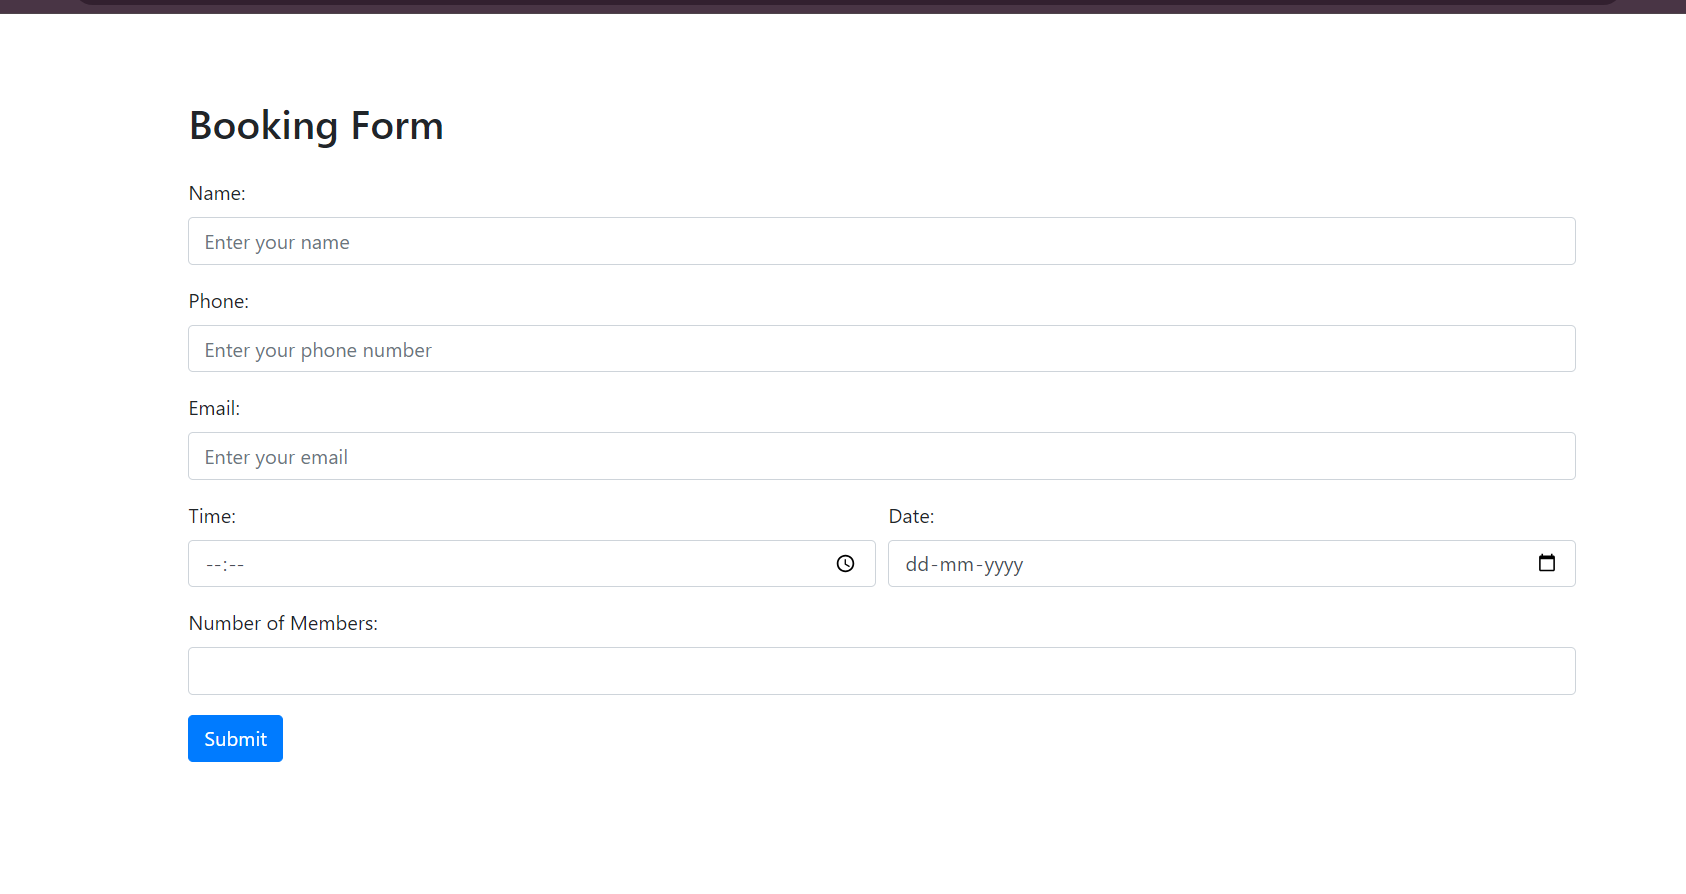 Booking Form
Name:
Enter your name
Phone:
Enter your phone number
Email:
Enter your email
Time: Date:
--:-- dd-mm-yyyy
Number of Members:
Submit